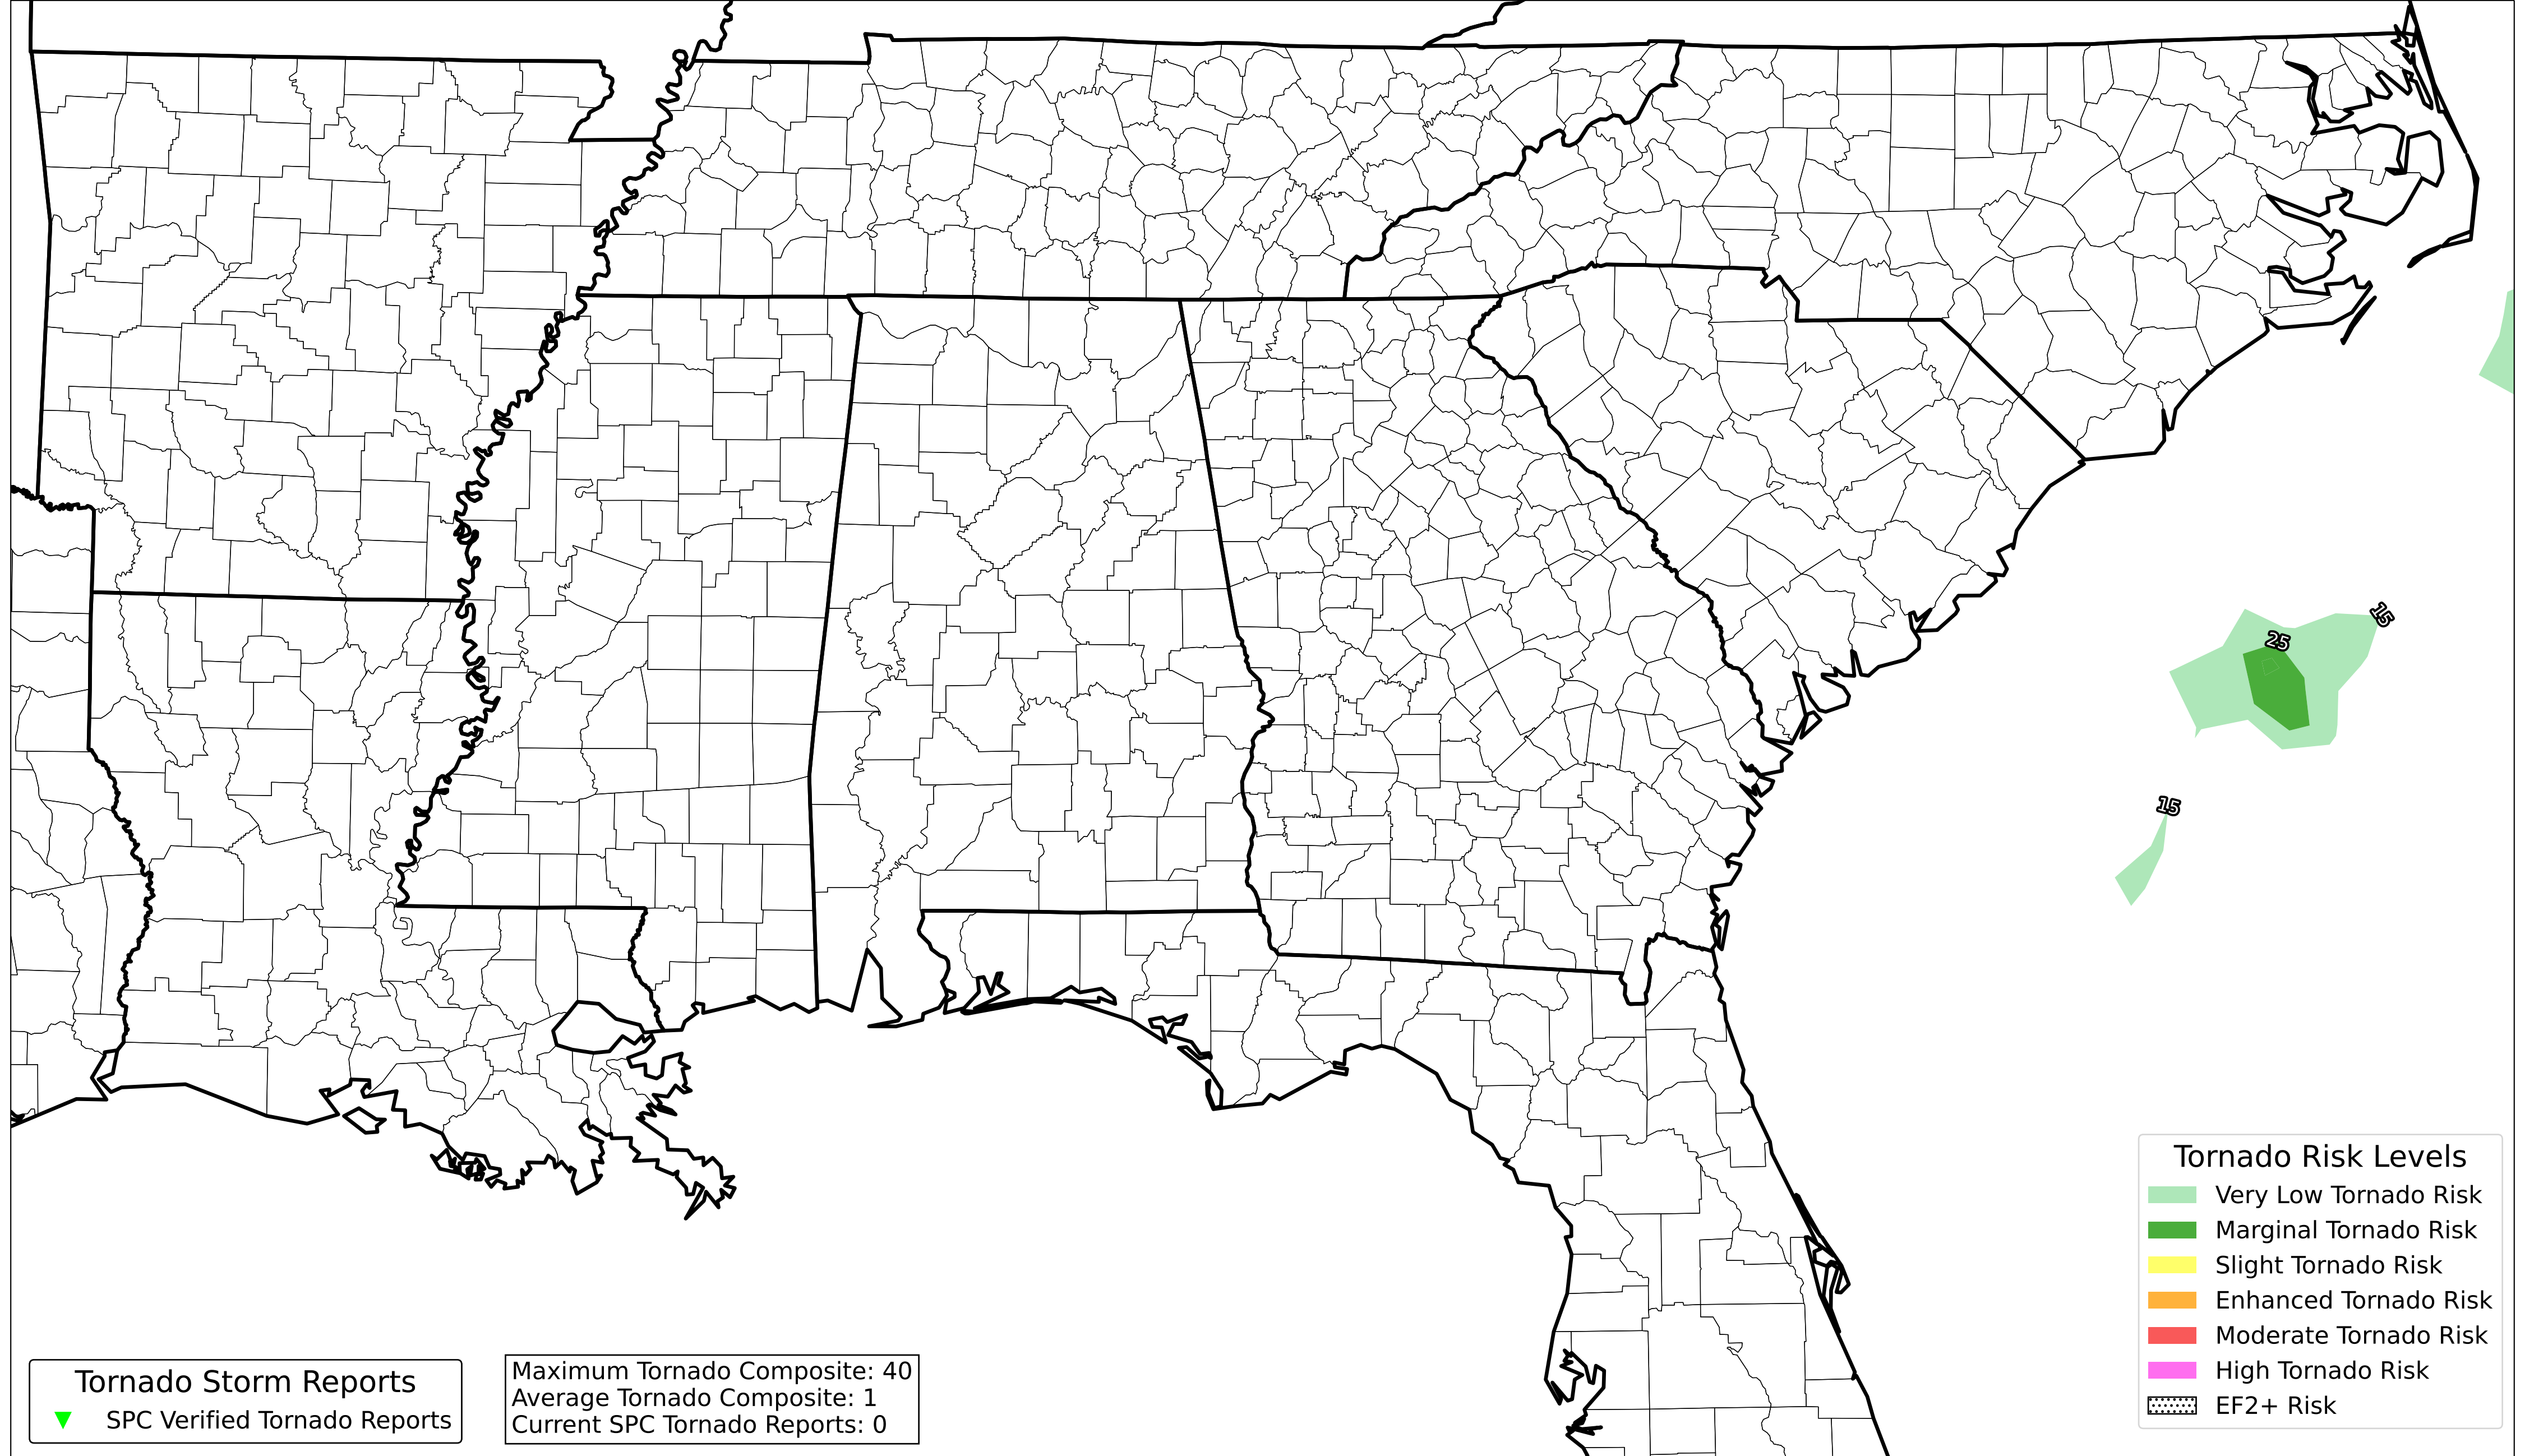 15
25
15
Tornado Risk Levels
Very Low Tornado Risk
Marginal Tornado Risk
Slight Tornado Risk
Enhanced Tornado Risk
Moderate Tornado Risk
High Tornado Risk
EF2+ Risk
Tornado Storm Reports
SPC Verified Tornado Reports
Maximum Tornado Composite: 40
Average Tornado Composite: 1
Current SPC Tornado Reports: 0